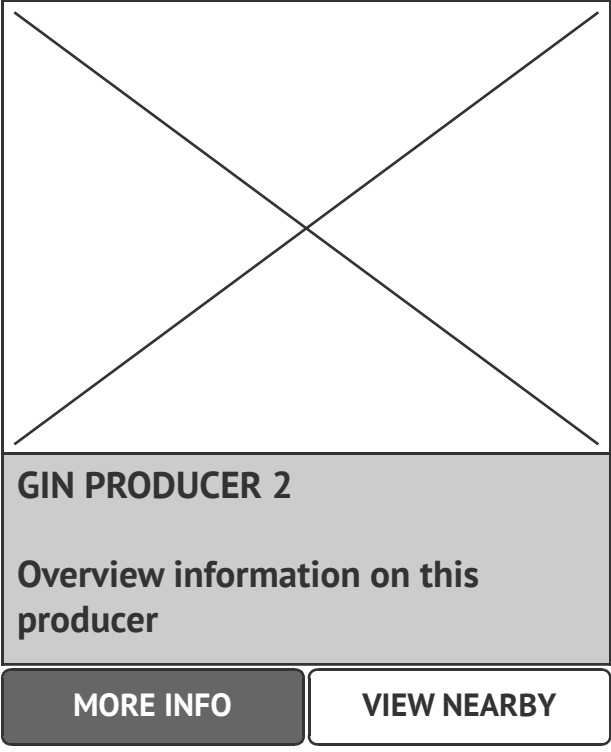 GIN PRODUCER 2
Overview information on this
producer
MORE INFO
VIEW NEARBY